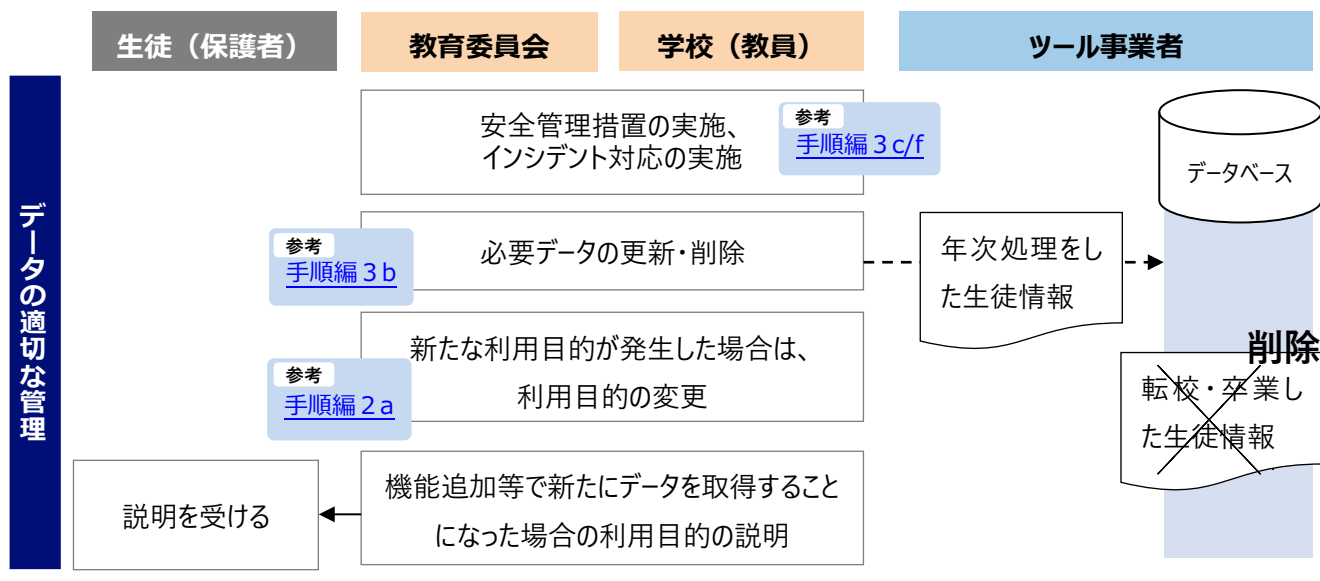 生徒（保護者）
教育委員会
学校（教員）
ツール事業者
データの適切な管理
安全管理措置の実施、
インシデント対応の実施
参考
手順編３c/f
データベース
参考
手順編３b
必要データの更新・削除
年次処理をし
た生徒情報
新たな利用目的が発生した場合は、
利用目的の変更
参考
手順編２a
削除
転校・卒業し
た生徒情報
機能追加等で新たにデータを取得すること
になった場合の利用目的の説明
説明を受ける